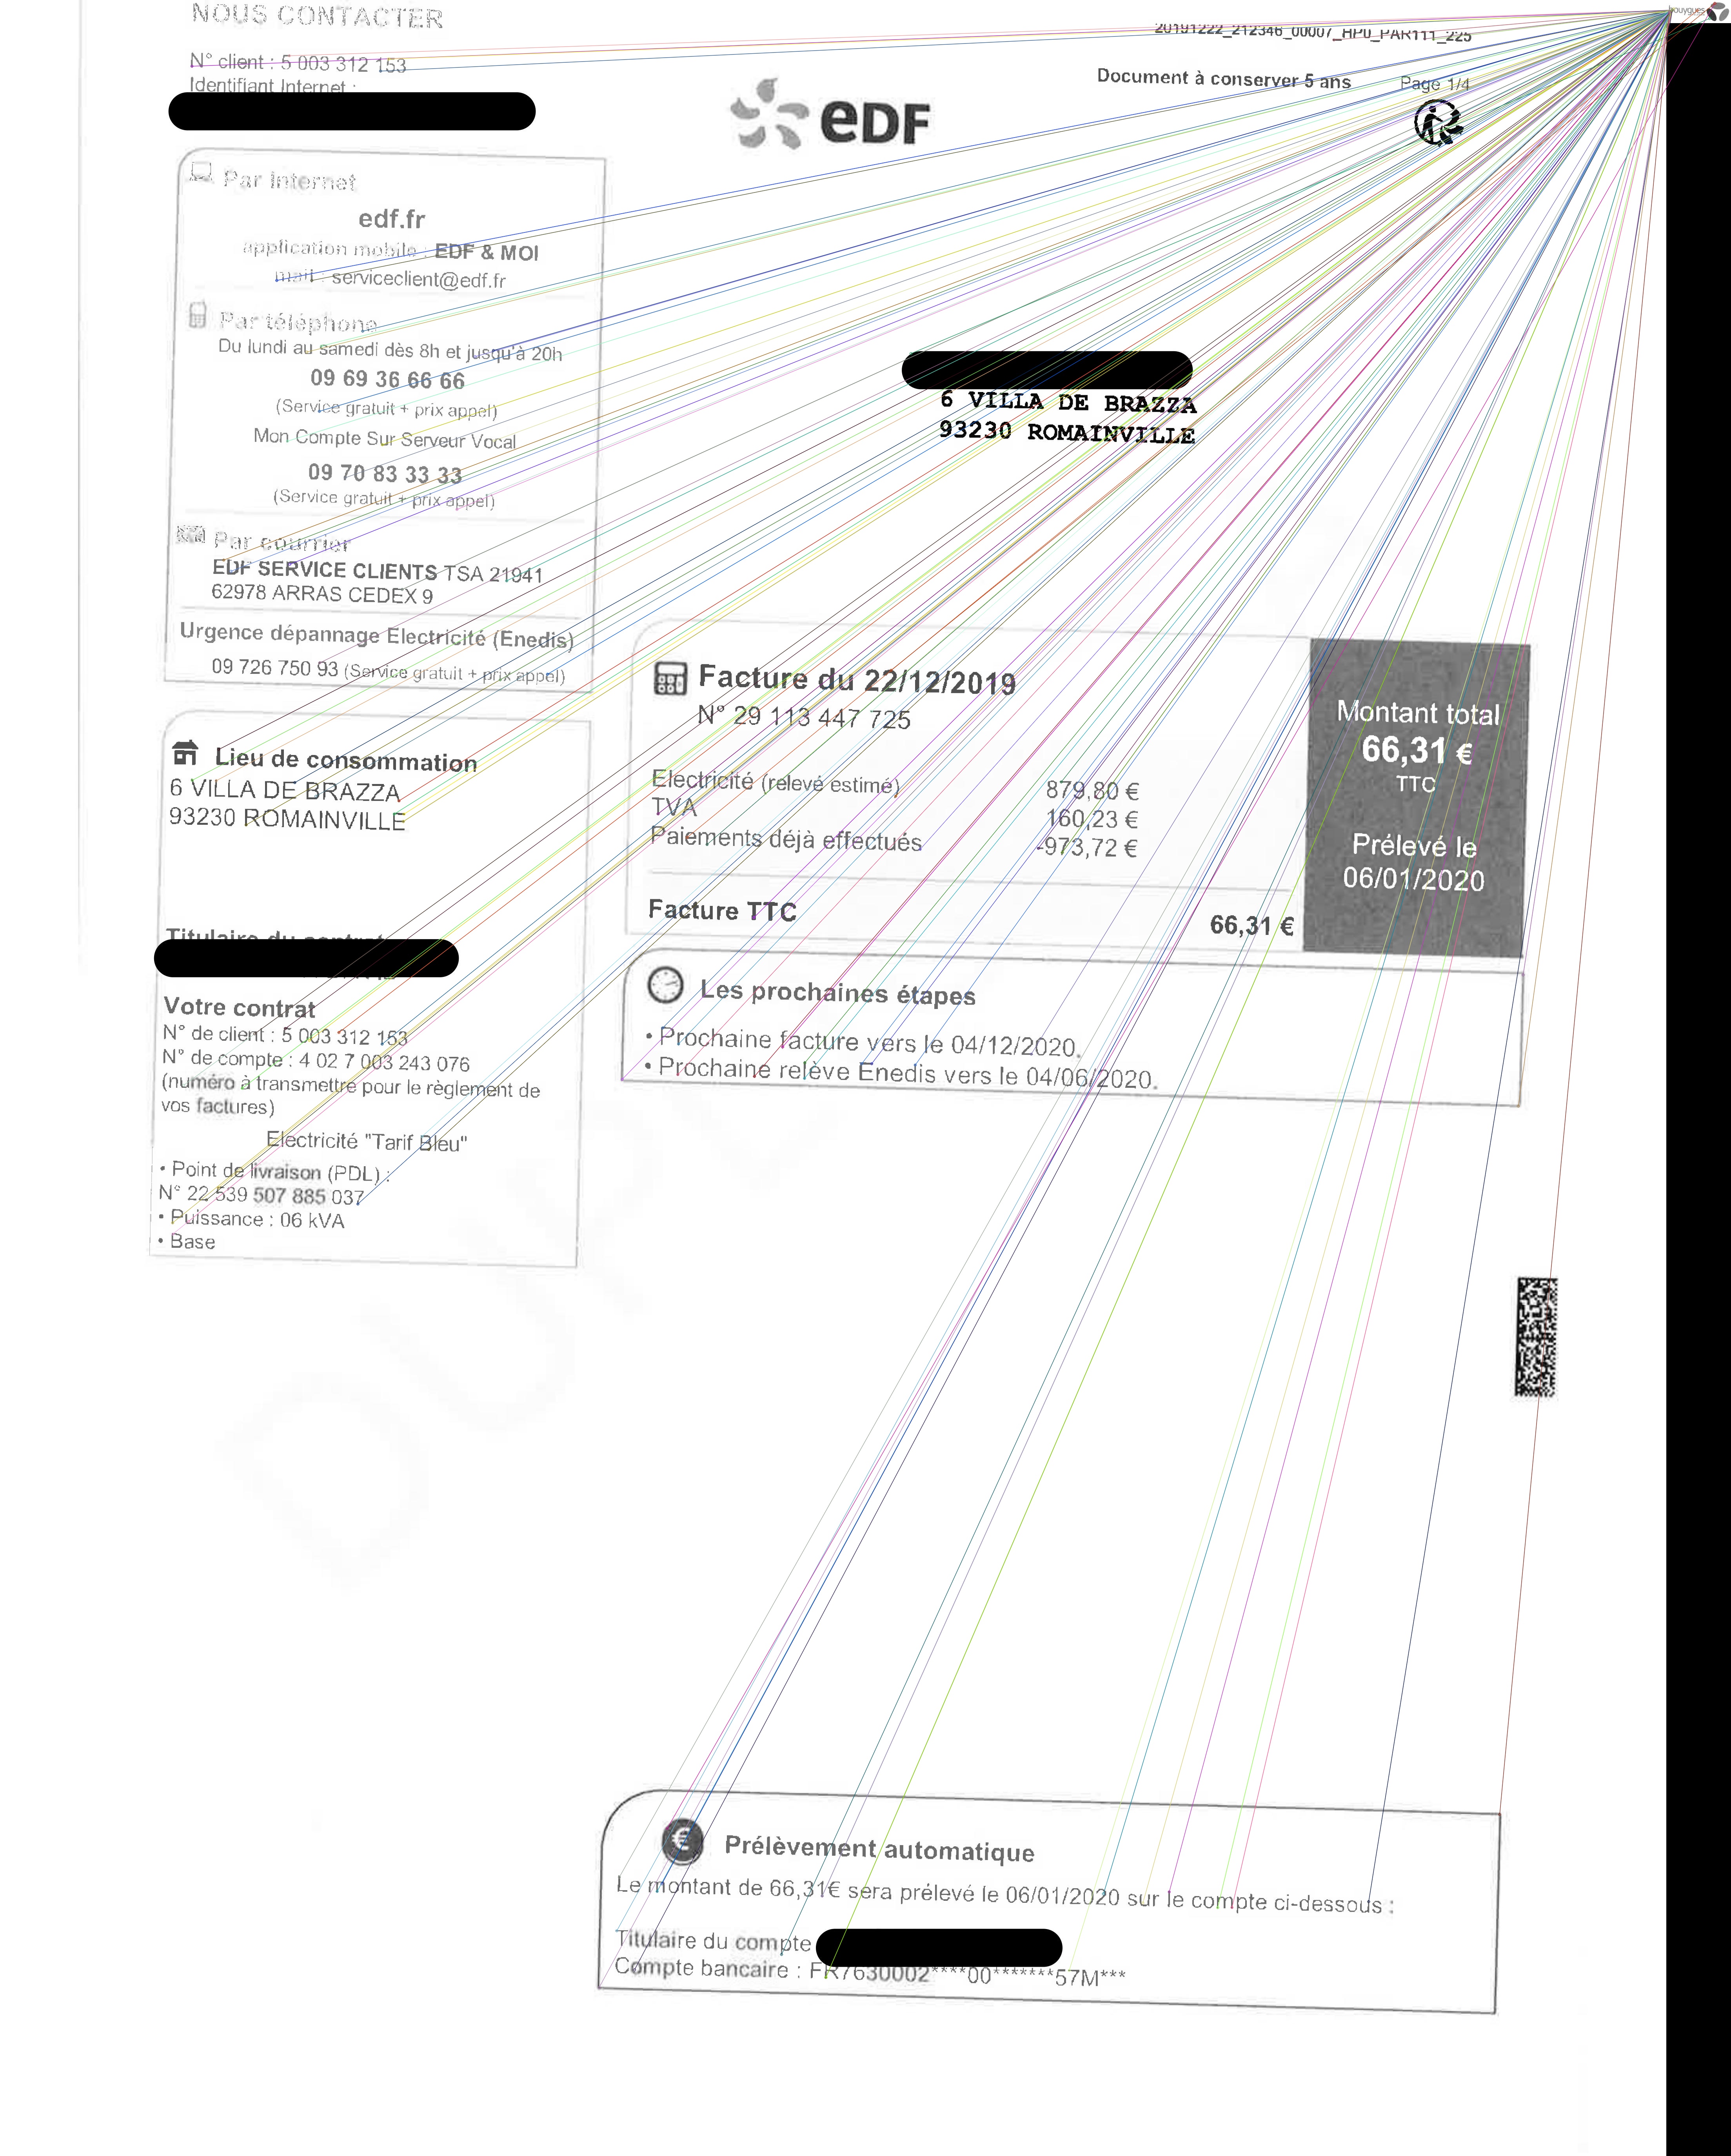 NOUS CONTACTER
N° client : 5 003 312 153
Identifiant Internet :
Par Internet
edf.fr
application mobile : EDF & MOI
mail : serviceclient@edf.fr
Par téléphone
Du lundi au samedi dès 8h et jusqu'à 20h
09 69 36 66 66
(Service gratuit + prix appel)
Mon Compte Sur Serveur Vocal
09 70 83 33 33
(Service gratuit + prix appel)
Par courrier
EDF SERVICE CLIENTS TSA 21941
62978 ARRAS CEDEX 9
Urgence dépannage Electricité (Enedis)
09 726 750 93 (Service gratuit + prix appel)
Lieu de consommation
6 VILLA DE BRAZZA
93230 ROMAINVILLE
Titulaire du contrat
Votre contrat
N° de client : 5 003 312 153
N° de compte : 4 02 7 003 243 076
(numéro à transmettre pour le règlement de
vos factures)
Electricité "Tarif Bleu"
• Point de livraison (PDL) :
N° 22 539 507 885 037
• Puissance : 06 kVA
• Base
eDF
20191222_212346_00007_HP0_PAR111_225
Document à conserver 5 ans Page 1/4
bouygues
6 VILLA DE BRAZZA
93230 ROMAINVILLE
Facture du 22/12/2019
N° 29 113 447 725
Electricité (relevé estimé) 879,80 €
TVA 160,23 €
Paiements déjà effectués -973,72 €
Facture TTC 66,31 €
Montant total
66,31 €
TTC
Prélevé le
06/01/2020
Les prochaines étapes
• Prochaine facture vers le 04/12/2020.
• Prochaine relève Enedis vers le 04/06/2020.
Prélèvement automatique
Le montant de 66,31€ sera prélevé le 06/01/2020 sur le compte ci-dessous :
Titulaire du compte
Compte bancaire : FR7630002****00*******57M***